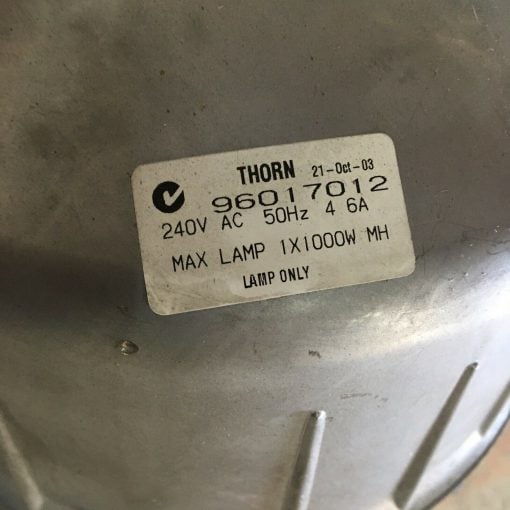 THORN 21-Oct-03
96017012
240V AC 50Hz 4 6A
MAX LAMP 1X1000W MH
LAMP ONLY